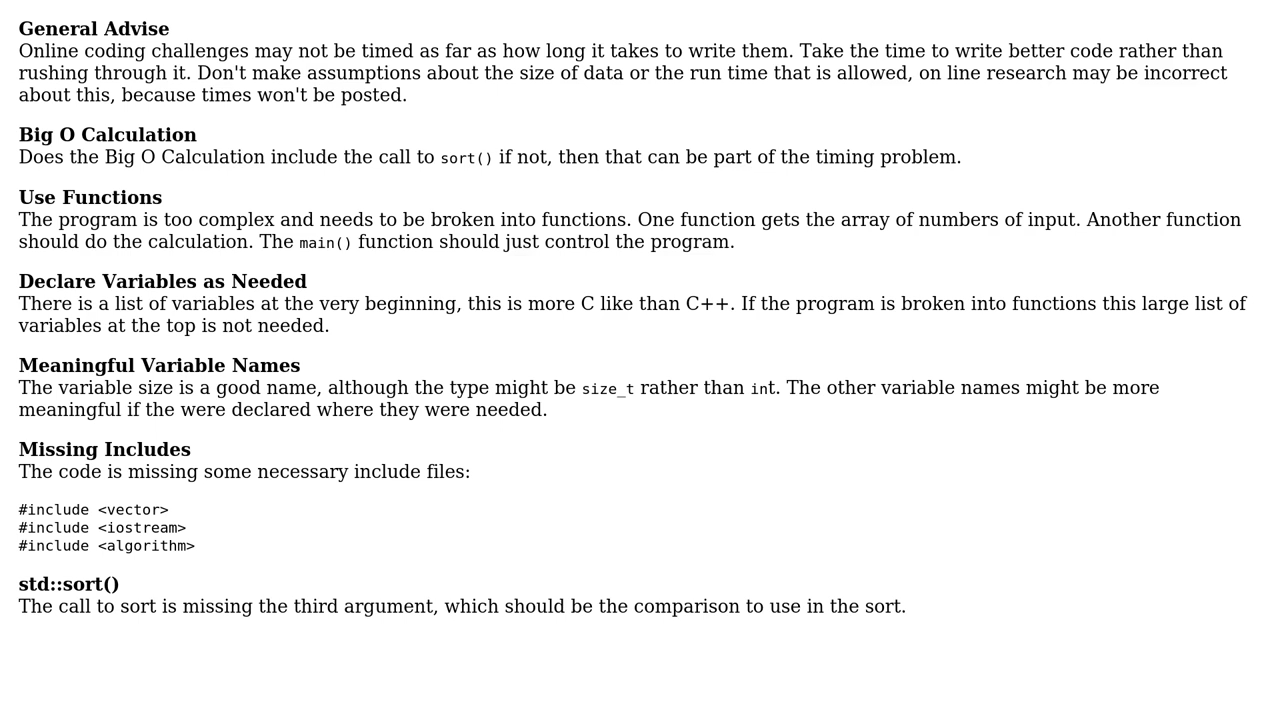 General Advise
Online coding challenges may not be timed as far as how long it takes to write them. Take the time to write better code rather than
rushing through it. Don't make assumptions about the size of data or the run time that is allowed, on line research may be incorrect
about this, because times won't be posted.
Big O Calculation
Does the Big O Calculation include the call to sort() if not, then that can be part of the timing problem.
Use Functions
The program is too complex and needs to be broken into functions. One function gets the array of numbers of input. Another function
should do the calculation. The main() function should just control the program.
Declare Variables as Needed
There is a list of variables at the very beginning, this is more C like than C++. If the program is broken into functions this large list of
variables at the top is not needed.
Meaningful Variable Names
The variable size is a good name, although the type might be size_t rather than int. The other variable names might be more
meaningful if the were declared where they were needed.
Missing Includes
The code is missing some necessary include files:
#include <vector>
#include <iostream>
#include <algorithm>
std::sort()
The call to sort is missing the third argument, which should be the comparison to use in the sort.